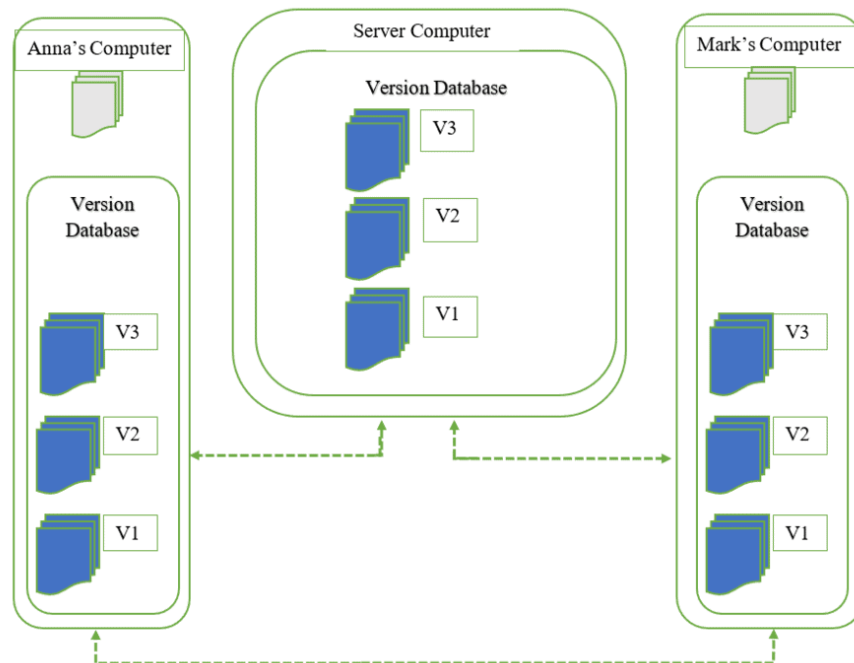 Anna's Computer
Version
Database
V3
V2
V1
Server Computer
Version Database
V3
V2
V1
Mark's Computer
Version
Database
V3
V2
V1